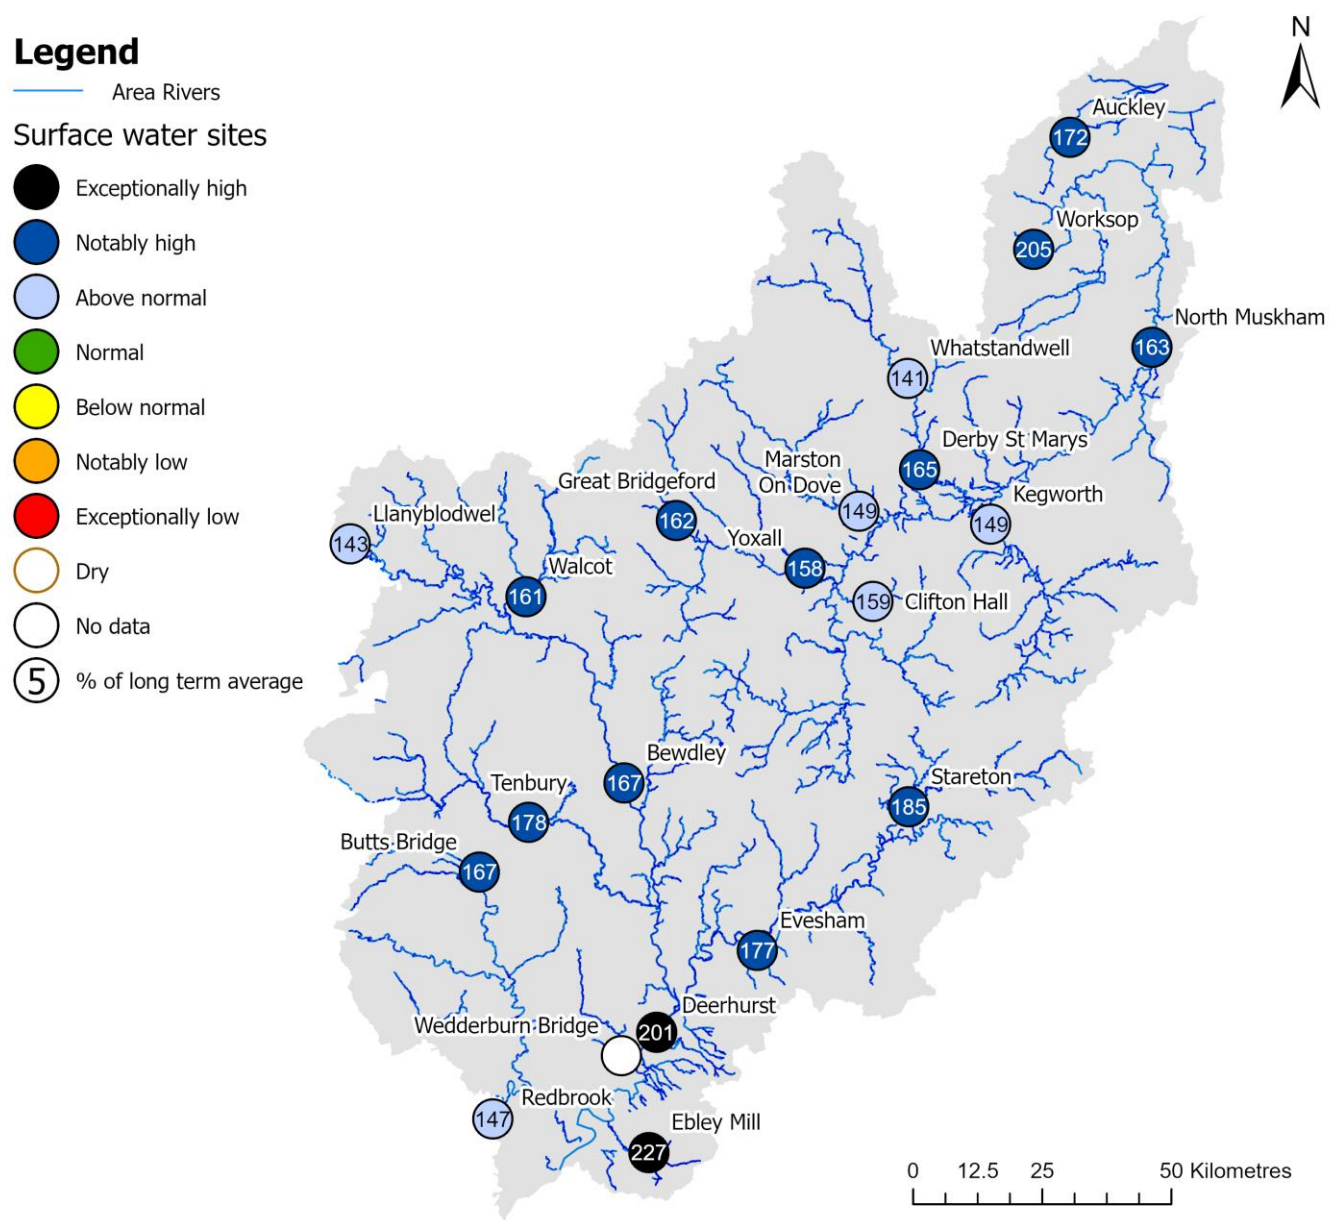 Legend
N
Area Rivers
Surface water sites
Exceptionally high
Notably high
Above normal
Normal
Below normal
Notably low
Exceptionally low
Dry
No data
5 % of long term average
Auckley
172
Worksop
205
North Muskham
163
Whatstandwell
141
Derby St Marys
165
Marston
On Dove
149
Kegworth
149
Great Bridgeford
162
Llanyblodwel
143
Yoxall
158
Walcot
161
159
Clifton Hall
Bewdley
167
Tenbury
178
Stareton
185
Butts Bridge
167
Evesham
177
Deerhurst
201
Wedderburn Bridge
Redbrook
147
Ebley Mill
227
0 12.5 25 50 Kilometres